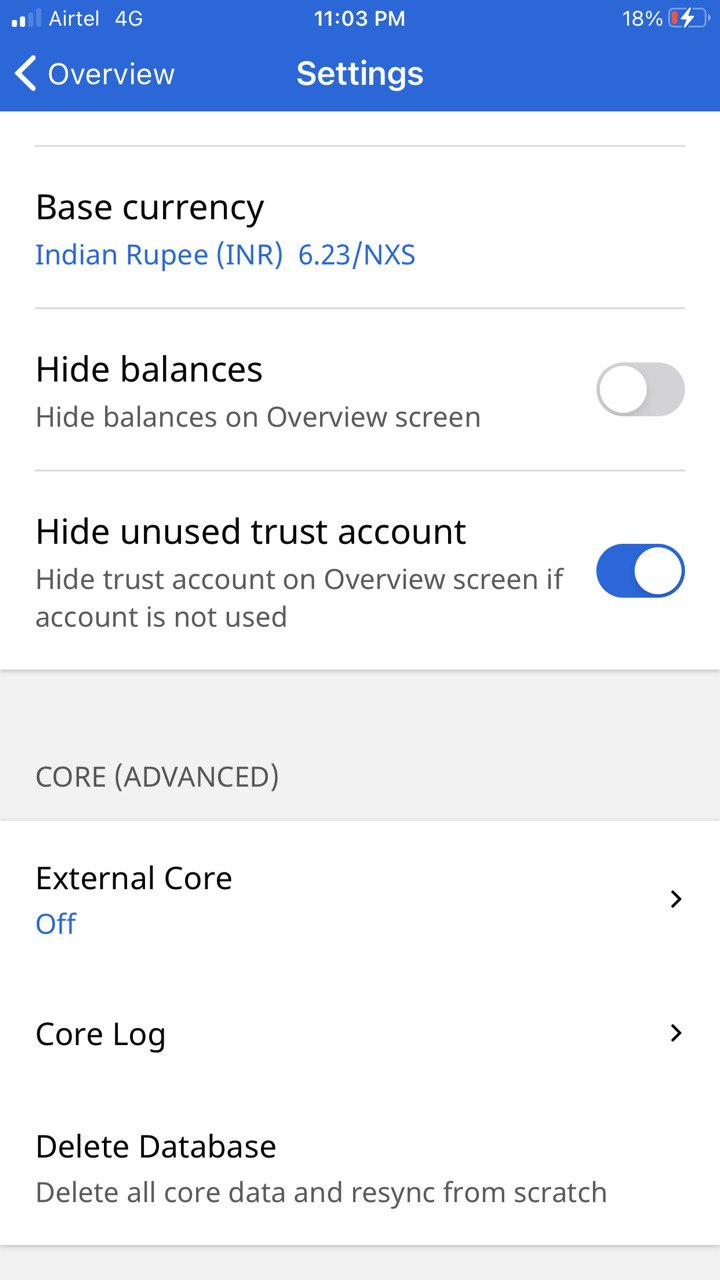 Airtel 4G 11:03 PM 18%
Overview Settings
Base currency
Indian Rupee (INR) 6.23/NXS
Hide balances
Hide balances on Overview screen
Hide unused trust account
Hide trust account on Overview screen if
account is not used
CORE (ADVANCED)
External Core
Off
Core Log
Delete Database
Delete all core data and resync from scratch